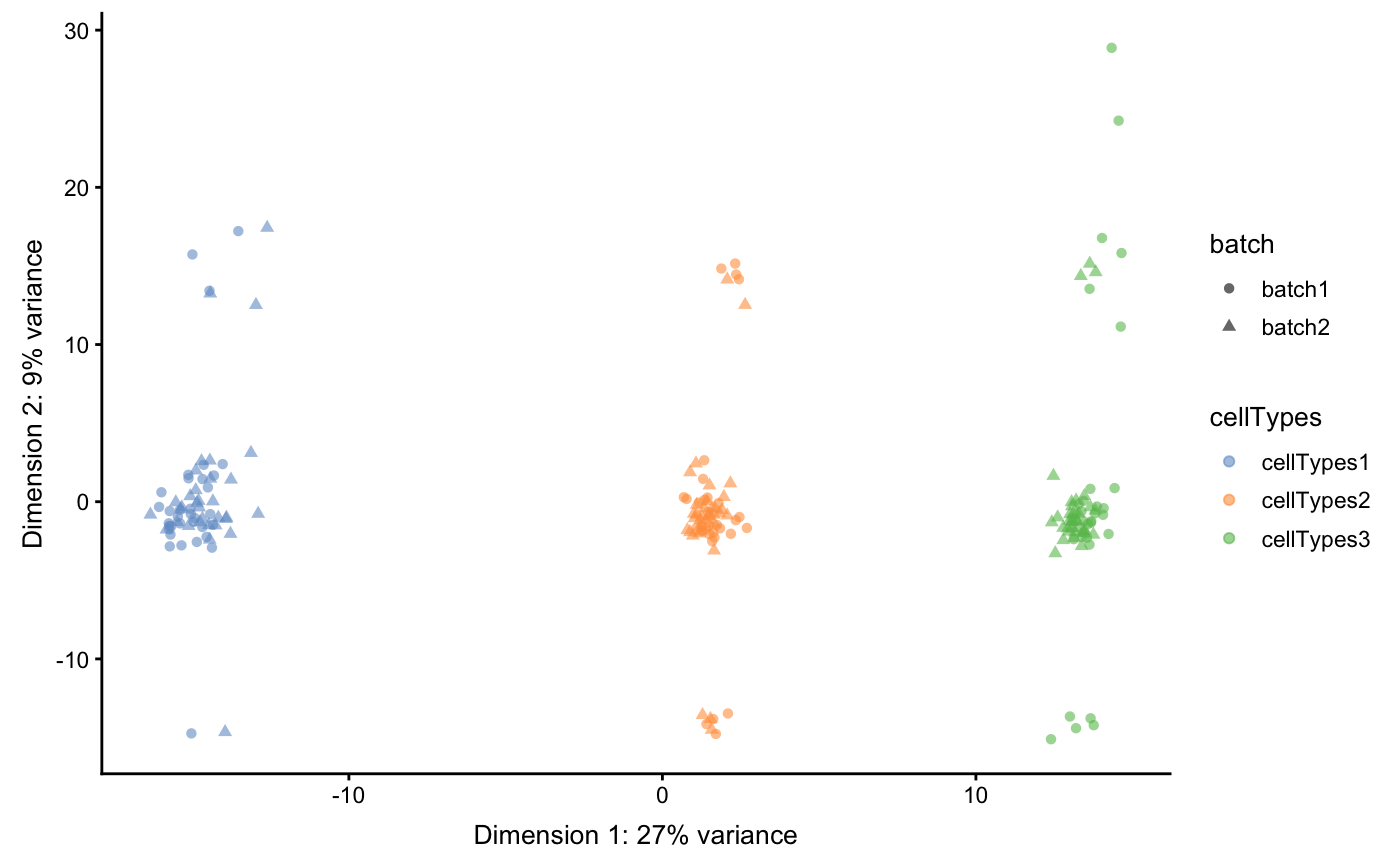 30
20
10
0
-10
Dimension 2: 9% variance
-10
0
10
Dimension 1: 27% variance
batch
batch1
batch2
cellTypes
cellTypes1
cellTypes2
cellTypes3